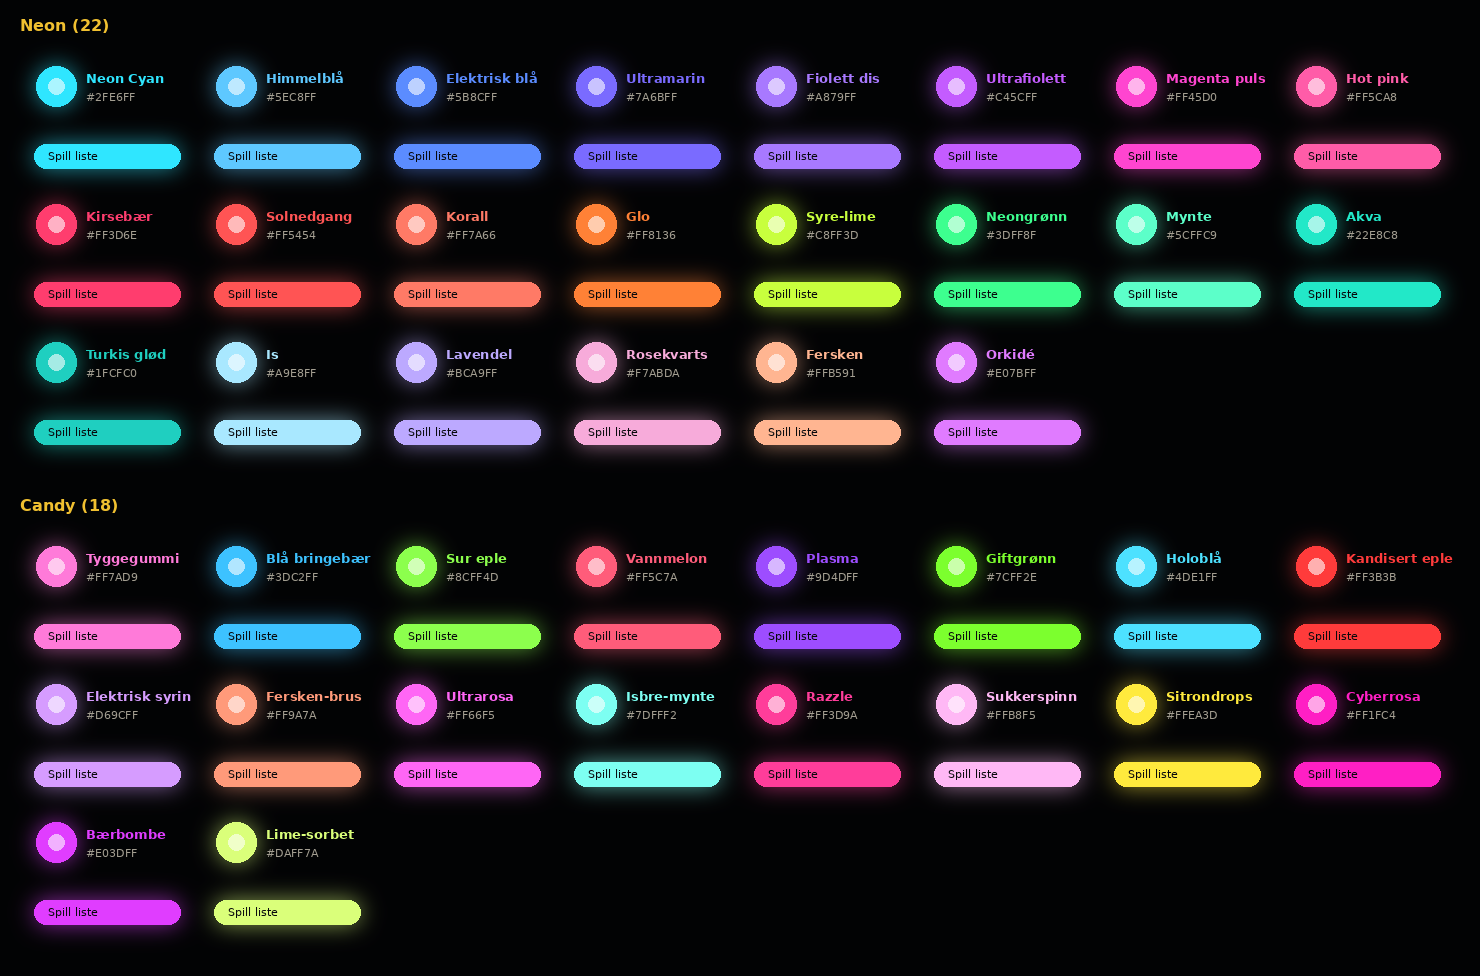 Neon (22)
Neon Cyan
#2FE6FF
Himmelblå
#5EC8FF
Elektrisk blå
#5B8CFF
Ultramarin
#7A6BFF
Fiolett dis
#A879FF
Ultrafiolett
#C45CFF
Magenta puls
#FF45D0
Hot pink
#FF5CA8
Spill liste
Spill liste
Spill liste
Spill liste
Spill liste
Spill liste
Spill liste
Spill liste
Kirsebær
#FF3D6E
Solnedgang
#FF5454
Korall
#FF7A66
Glo
#FF8136
Syre-lime
#C8FF3D
Neongrønn
#3DFF8F
Mynte
#5CFFC9
Akva
#22E8C8
Spill liste
Spill liste
Spill liste
Spill liste
Spill liste
Spill liste
Spill liste
Spill liste
Turkis glød
#1FCFC0
Is
#A9E8FF
Lavendel
#BCA9FF
Rosekvarts
#F7ABDA
Fersken
#FFB591
Orkidé
#E07BFF
Spill liste
Spill liste
Spill liste
Spill liste
Spill liste
Spill liste
Candy (18)
Tyggegummi
#FF7AD9
Blå bringebær
#3DC2FF
Sur eple
#8CFF4D
Vannmelon
#FF5C7A
Plasma
#9D4DFF
Giftgrønn
#7CFF2E
Holoblå
#4DE1FF
Kandisert eple
#FF3B3B
Spill liste
Spill liste
Spill liste
Spill liste
Spill liste
Spill liste
Spill liste
Spill liste
Elektrisk syrin
#D69CFF
Fersken-brus
#FF9A7A
Ultrarosa
#FF66F5
Isbre-mynte
#7DFFF2
Razzle
#FF3D9A
Sukkerspinn
#FFB8F5
Sitrondrops
#FFEA3D
Cyberrosa
#FF1FC4
Spill liste
Spill liste
Spill liste
Spill liste
Spill liste
Spill liste
Spill liste
Spill liste
Bærbombe
#E03DFF
Lime-sorbet
#DAFF7A
Spill liste
Spill liste